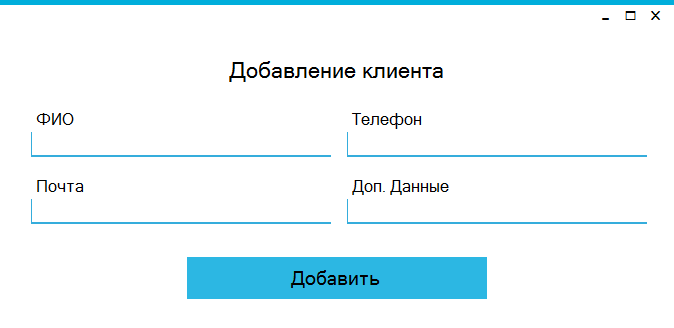 Добавление клиента
ФИО
Телефон
Почта
Доп. Данные
Добавить